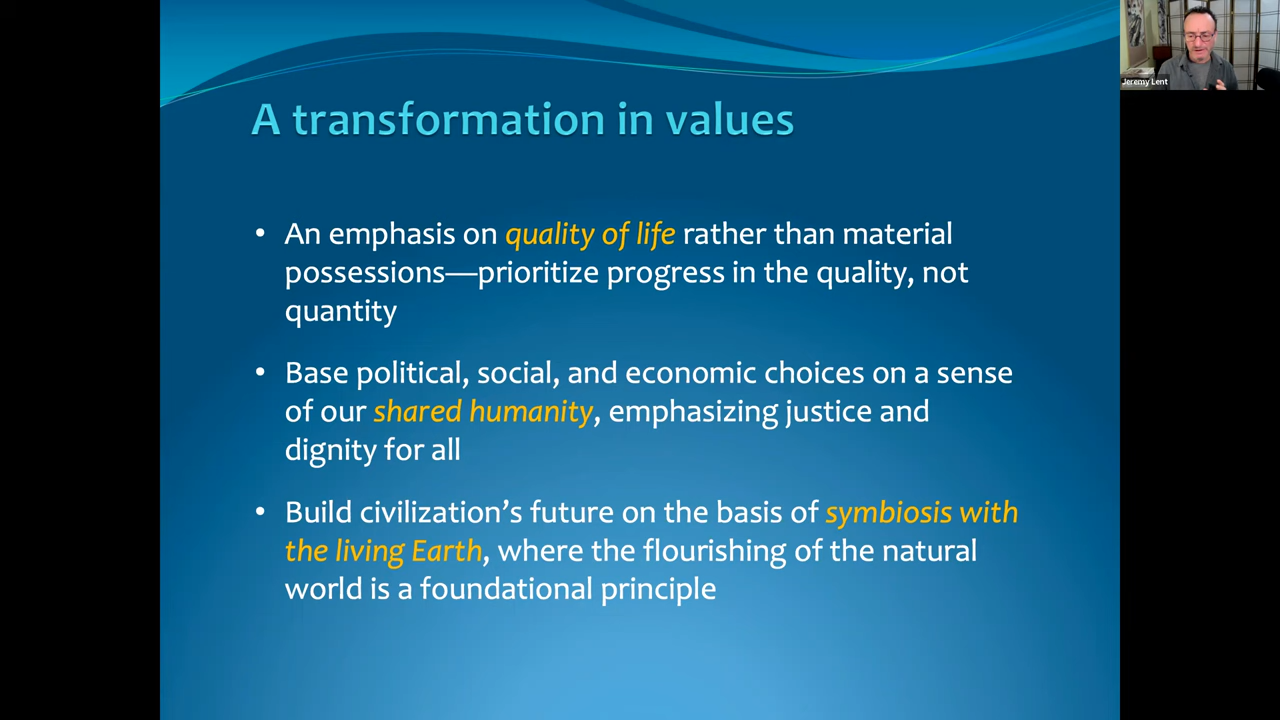 Jeremy Lent
A transformation in values
• An emphasis on quality of life rather than material
possessions—prioritize progress in the quality, not
quantity
• Base political, social, and economic choices on a sense
of our shared humanity, emphasizing justice and
dignity for all
• Build civilization’s future on the basis of symbiosis with
the living Earth, where the flourishing of the natural
world is a foundational principle